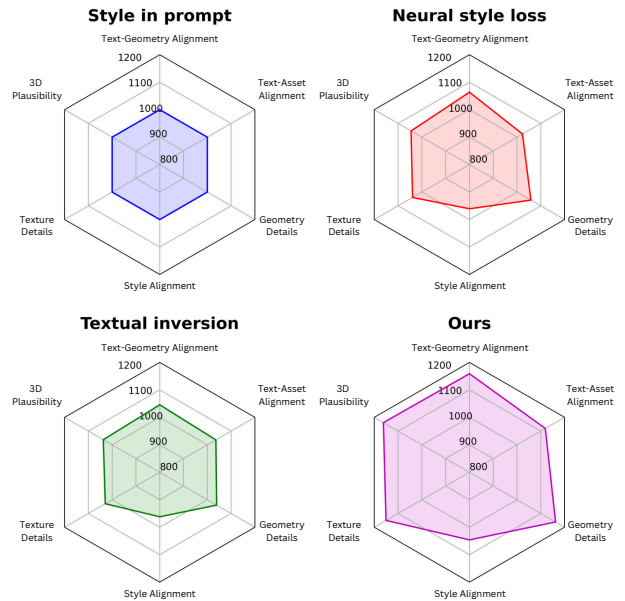 Style in prompt
Text-Geometry Alignment
1200
3D
Plausibility
1100
Text-Asset
Alignment
1000
900
800
Texture
Details
Geometry
Details
Style Alignment
Neural style loss
Text-Geometry Alignment
1200
3D
Plausibility
1100
Text-Asset
Alignment
1000
900
800
Texture
Details
Geometry
Details
Style Alignment
Textual inversion
Text-Geometry Alignment
1200
3D
Plausibility
1100
Text-Asset
Alignment
1000
900
800
Texture
Details
Geometry
Details
Style Alignment
Ours
Text-Geometry Alignment
1200
3D
Plausibility
1100
Text-Asset
Alignment
1000
900
800
Texture
Details
Geometry
Details
Style Alignment